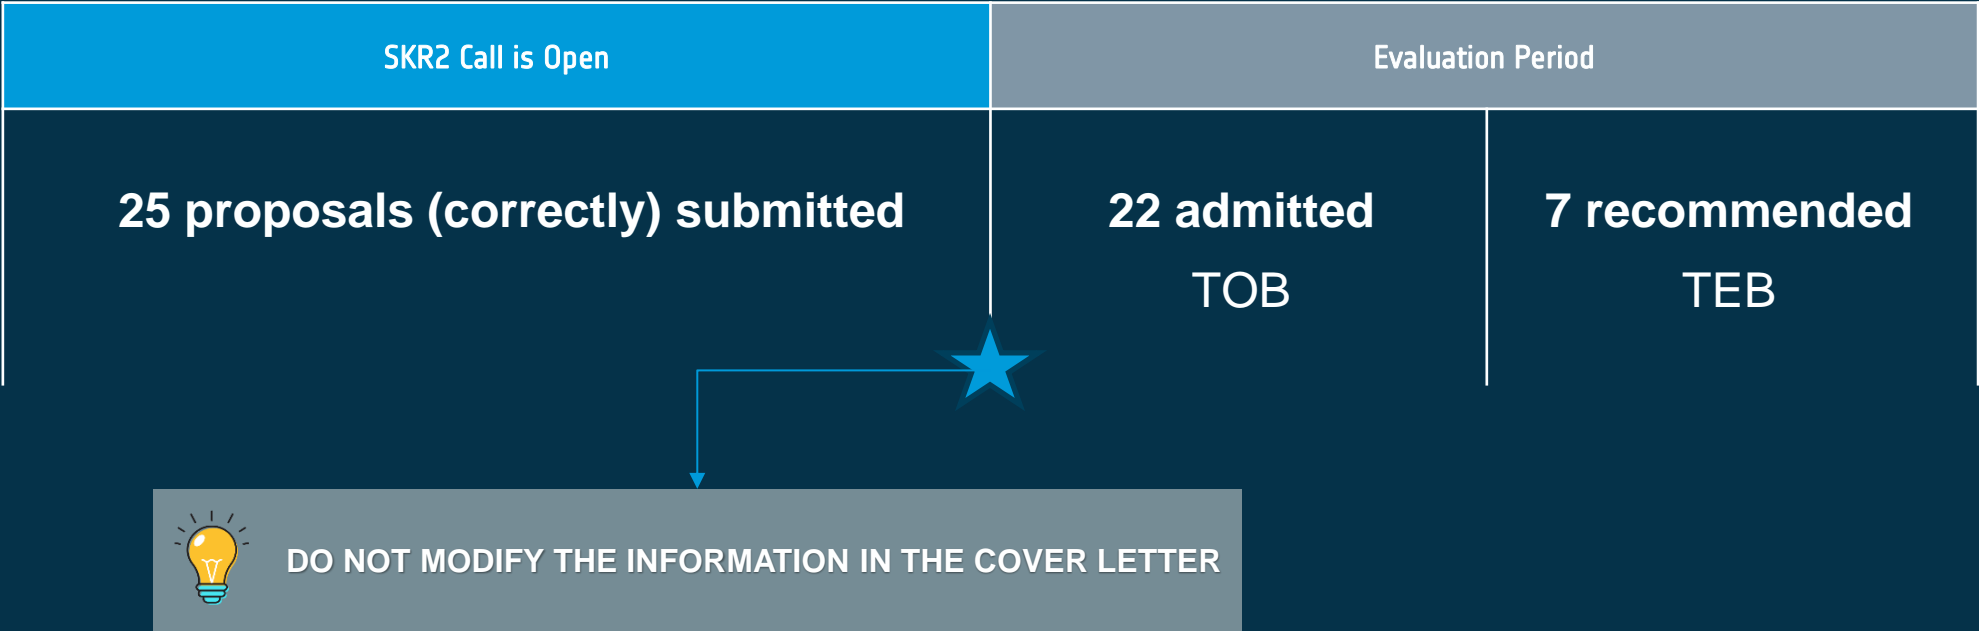 SKR2 Call is Open
Evaluation Period
25 proposals (correctly) submitted
22 admitted
TOB
7 recommended
TEB
DO NOT MODIFY THE INFORMATION IN THE COVER LETTER